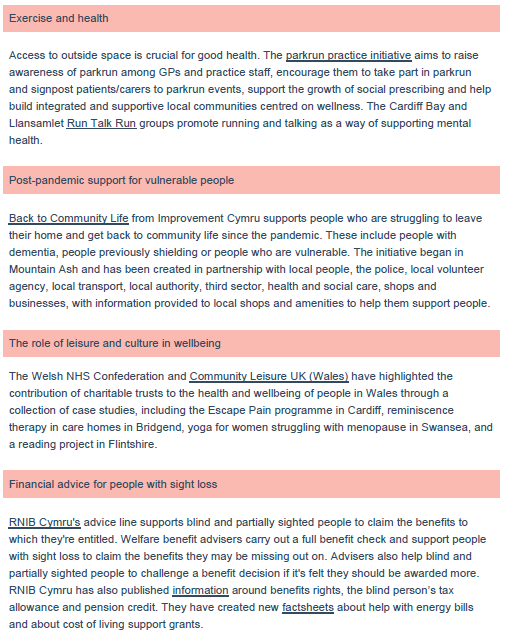 Exercise and health
Access to outside space is crucial for good health. The parkrun practice initiative aims to raise
awareness of parkrun among GPs and practice staff, encourage them to take part in parkrun
and signpost patients/carers to parkrun events, support the growth of social prescribing and help
build integrated and supportive local communities centred on wellness. The Cardiff Bay and
Llansamlet Run Talk Run groups promote running and talking as a way of supporting mental
health.
Post-pandemic support for vulnerable people
Back to Community Life from Improvement Cymru supports people who are struggling to leave
their home and get back to community life since the pandemic. These include people with
dementia, people previously shielding or people who are vulnerable. The initiative began in
Mountain Ash and has been created in partnership with local people, the police, local volunteer
agency, local transport, local authority, third sector, health and social care, shops and
businesses, with information provided to local shops and amenities to help them support people.
The role of leisure and culture in wellbeing
The Welsh NHS Confederation and Community Leisure UK (Wales) have highlighted the
contribution of charitable trusts to the health and wellbeing of people in Wales through a
collection of case studies, including the Escape Pain programme in Cardiff, reminiscence
therapy in care homes in Bridgend, yoga for women struggling with menopause in Swansea, and
a reading project in Flintshire.
Financial advice for people with sight loss
RNIB Cymru's advice line supports blind and partially sighted people to claim the benefits to
which they're entitled. Welfare benefit advisers carry out a full benefit check and support people
with sight loss to claim the benefits they may be missing out on. Advisers also help blind and
partially sighted people to challenge a benefit decision if it's felt they should be awarded more.
RNIB Cymru has also published information around benefits rights, the blind person's tax
allowance and pension credit. They have created new factsheets about help with energy bills
and about cost of living support grants.